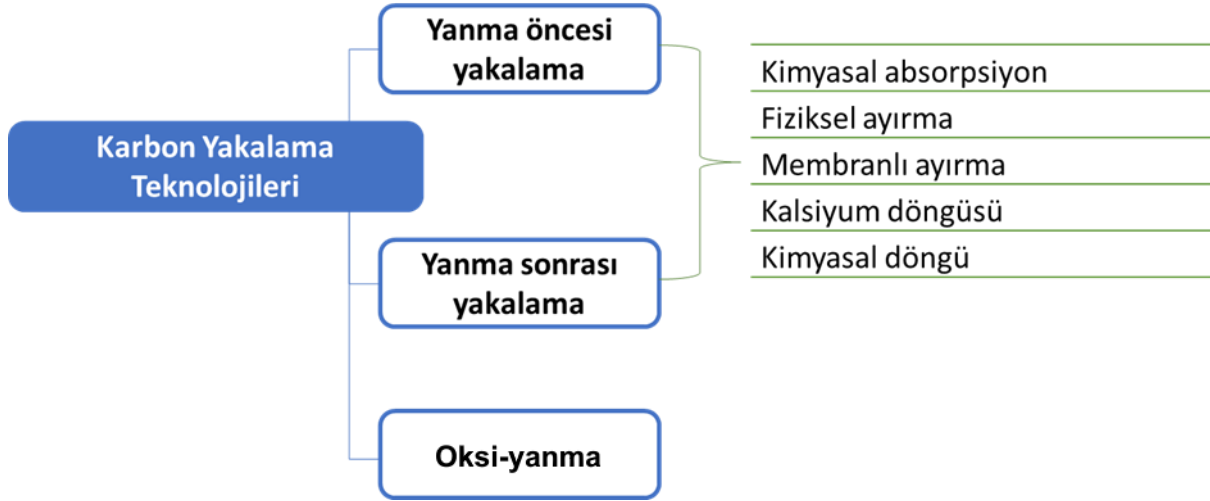 Karbon Yakalama
Teknolojileri
Yanma öncesi
yakalama
Yanma sonrası
yakalama
Oksi-yanma
Kimyasal absorpsiyon
Fiziksel ayırma
Membranlı ayırma
Kalsiyum döngüsü
Kimyasal döngü